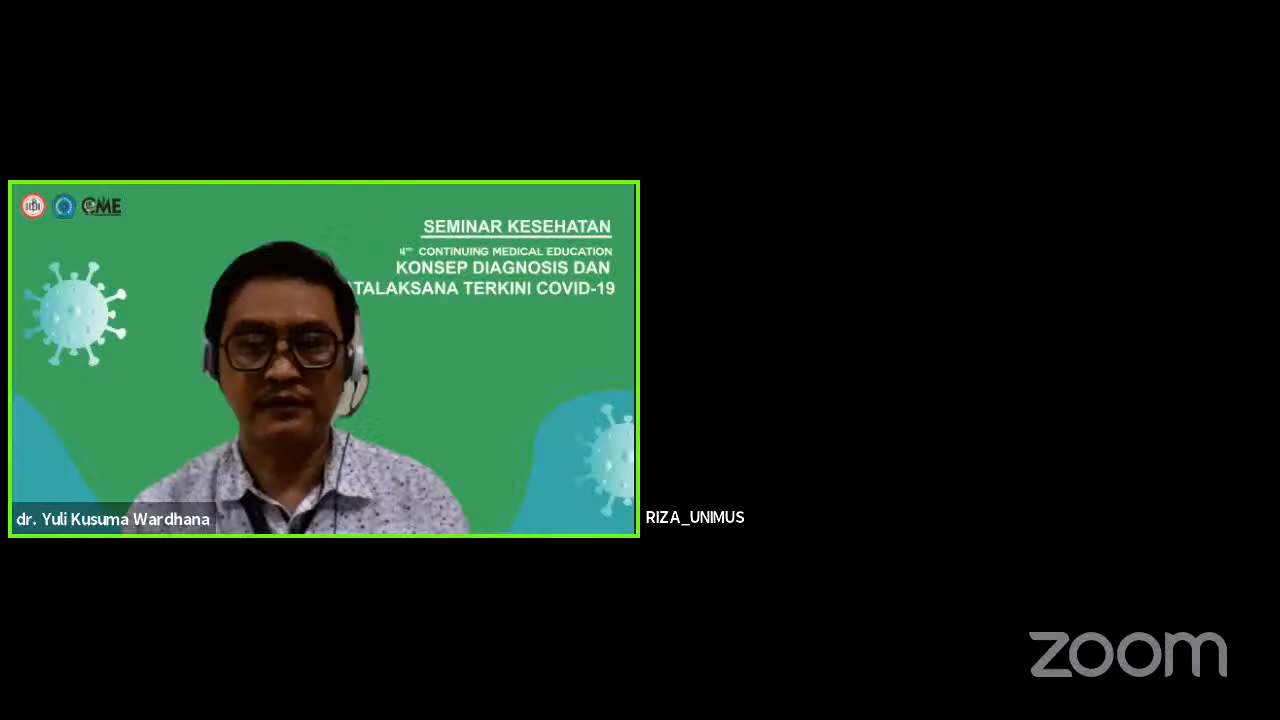 CME
SEMINAR KESEHATAN
4TH CONTINUING MEDICAL EDUCATION
KONSEP DIAGNOSIS DAN
TALAKSANA TERKINI COVID-19
dr. Yuli Kusuma Wardhana
RIZA_UNIMUS
zoom